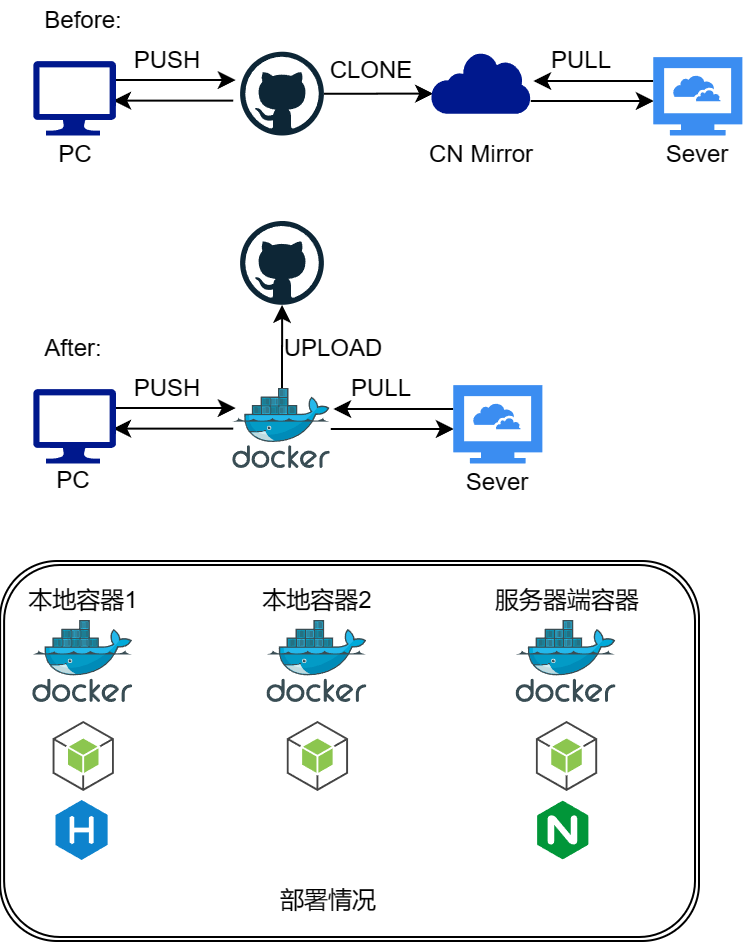 Before:
PUSH
CLONE
PULL
PC
CN Mirror
Sever
After:
UPLOAD
PUSH
PULL
docker
PC
Sever
本地容器1
本地容器2
服务器端容器
docker
docker
docker
H
N
部署情况